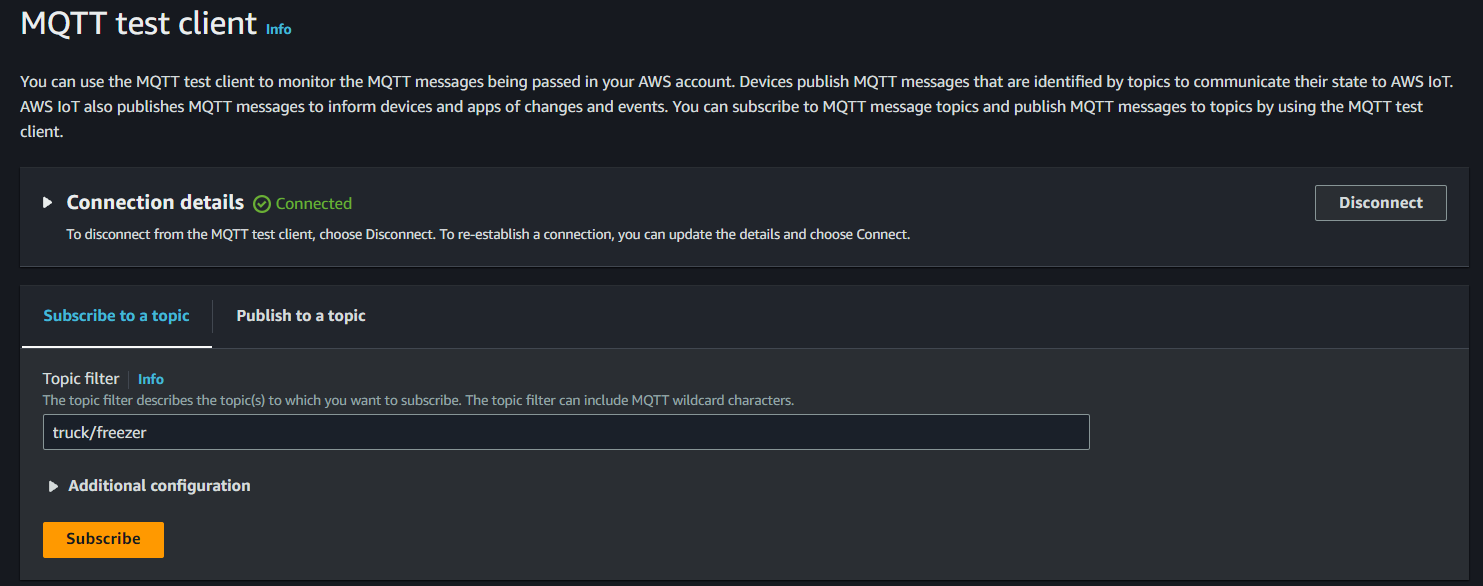 MQTT test client Info
You can use the MQTT test client to monitor the MQTT messages being passed in your AWS account. Devices publish MQTT messages that are identified by topics to communicate their state to AWS IoT.
AWS IoT also publishes MQTT messages to inform devices and apps of changes and events. You can subscribe to MQTT message topics and publish MQTT messages to topics by using the MQTT test
client.
Connection details Connected
Disconnect
To disconnect from the MQTT test client, choose Disconnect. To re-establish a connection, you can update the details and choose Connect.
Subscribe to a topic
Publish to a topic
Topic filter Info
The topic filter describes the topic(s) to which you want to subscribe. The topic filter can include MQTT wildcard characters.
truck/freezer
Additional configuration
Subscribe